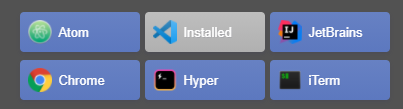 Atom
Installed
JetBrains
Chrome
Hyper
iTerm